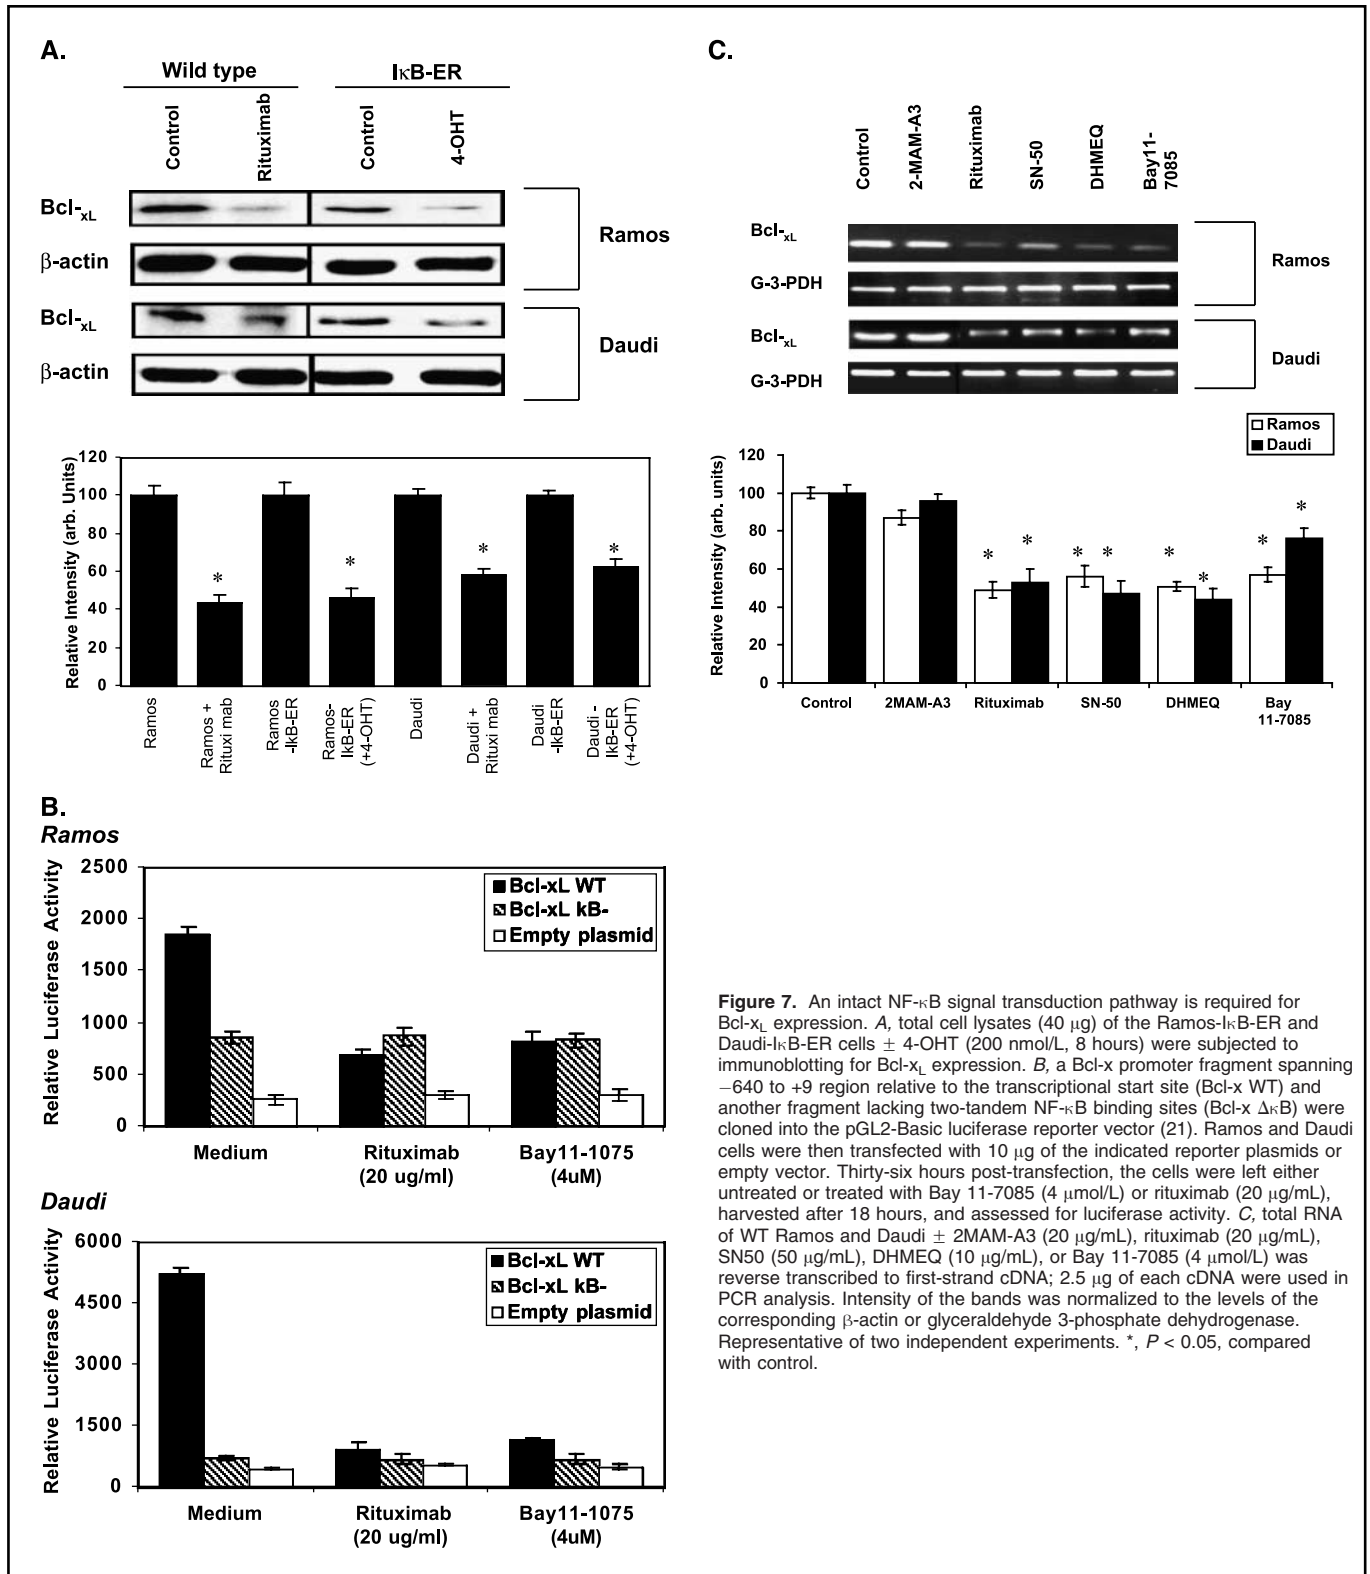 A.
Wild type
IκB-ER
Control
Rituximab
Control
4-OHT
Bcl-xL
β-actin
Ramos
Bcl-xL
β-actin
Daudi
Relative Intensity (arb. Units)
120
100
80
60
40
20
0
*
*
*
*
Ramos
Ramos +
Rituxi mab
Ramos
-IkB-ER
Ramos-
IkB-ER
(+4-OHT)
Daudi
Daudi +
Rituxi mab
Daudi
-IkB-ER
Daudi -
IkB-ER
(+4-OHT)
C.
Control
2-MAM-A3
Rituximab
SN-50
DHMEQ
Bay11-
7085
Bcl-xL
G-3-PDH
Ramos
Bcl-xL
G-3-PDH
Daudi
Ramos
Daudi
Relative Intensity (arb. units)
120
100
80
60
40
20
0
*
*
*
*
*
*
*
*
Control
2MAM-A3
Rituximab
SN-50
DHMEQ
Bay
11-7085
B.
Ramos
Relative Luciferase Activity
2500
2000
1500
1000
500
0
Bcl-xL WT
Bcl-xL kB-
Empty plasmid
Medium
Rituximab
(20 ug/ml)
Bay11-1075
(4uM)
Daudi
Relative Luciferase Activity
6000
4500
3000
1500
0
Bcl-xL WT
Bcl-xL kB-
Empty plasmid
Medium
Rituximab
(20 ug/ml)
Bay11-1075
(4uM)
Figure 7. An intact NF-κB signal transduction pathway is required for
Bcl-xL expression. A, total cell lysates (40 μg) of the Ramos-IκB-ER and
Daudi-IκB-ER cells ± 4-OHT (200 nmol/L, 8 hours) were subjected to
immunoblotting for Bcl-xL expression. B, a Bcl-x promoter fragment spanning
−640 to +9 region relative to the transcriptional start site (Bcl-x WT) and
another fragment lacking two-tandem NF-κB binding sites (Bcl-x ΔκB) were
cloned into the pGL2-Basic luciferase reporter vector (21). Ramos and Daudi
cells were then transfected with 10 μg of the indicated reporter plasmids or
empty vector. Thirty-six hours post-transfection, the cells were left either
untreated or treated with Bay 11-7085 (4 μmol/L) or rituximab (20 μg/mL),
harvested after 18 hours, and assessed for luciferase activity. C, total RNA
of WT Ramos and Daudi ± 2MAM-A3 (20 μg/mL), rituximab (20 μg/mL),
SN50 (50 μg/mL), DHMEQ (10 μg/mL), or Bay 11-7085 (4 μmol/L) was
reverse transcribed to first-strand cDNA; 2.5 μg of each cDNA were used in
PCR analysis. Intensity of the bands was normalized to the levels of the
corresponding β-actin or glyceraldehyde 3-phosphate dehydrogenase.
Representative of two independent experiments. *, P < 0.05, compared
with control.